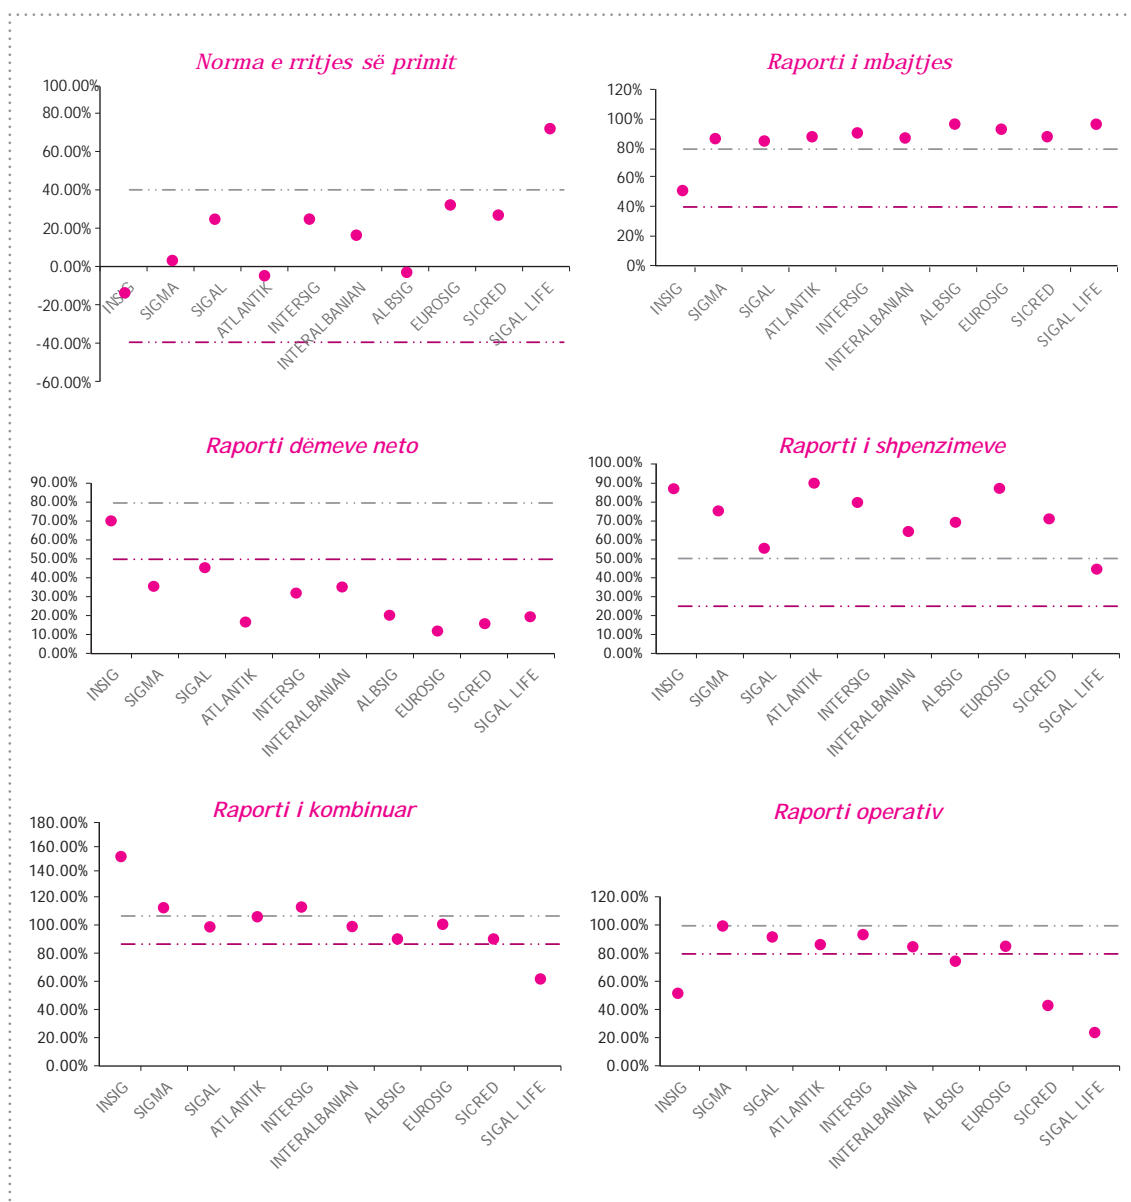 Norma e rritjes së primit
100.00%
80.00%
60.00%
40.00%
20.00%
0.00%
-20.00%
-40.00%
-60.00%
INSIG
SIGMA
SIGAL
ATLANTIK
INTERSIG
INTERALBANIAN
ALBSIG
EUROSIG
SICRED
SIGAL LIFE
Raporti i mbajtjes
120%
100%
80%
60%
40%
20%
0%
INSIG
SIGMA
SIGAL
ATLANTIK
INTERSIG
INTERALBANIAN
ALBSIG
EUROSIG
SICRED
SIGAL LIFE
Raporti dëmeve neto
90.00%
80.00%
70.00%
60.00%
50.00%
40.00%
30.00%
20.00%
10.00%
0.00%
INSIG
SIGMA
SIGAL
ATLANTIK
INTERSIG
INTERALBANIAN
ALBSIG
EUROSIG
SICRED
SIGAL LIFE
Raporti i shpenzimeve
100.00%
90.00%
80.00%
70.00%
60.00%
50.00%
40.00%
30.00%
20.00%
10.00%
0.00%
INSIG
SIGMA
SIGAL
ATLANTIK
INTERSIG
INTERALBANIAN
ALBSIG
EUROSIG
SICRED
SIGAL LIFE
Raporti i kombinuar
180.00%
160.00%
140.00%
120.00%
100.00%
80.00%
60.00%
40.00%
20.00%
0.00%
INSIG
SIGMA
SIGAL
ATLANTIK
INTERSIG
INTERALBANIAN
ALBSIG
EUROSIG
SICRED
SIGAL LIFE
Raporti operativ
120.00%
100.00%
80.00%
60.00%
40.00%
20.00%
0.00%
INSIG
SIGMA
SIGAL
ATLANTIK
INTERSIG
INTERALBANIAN
ALBSIG
EUROSIG
SICRED
SIGAL LIFE